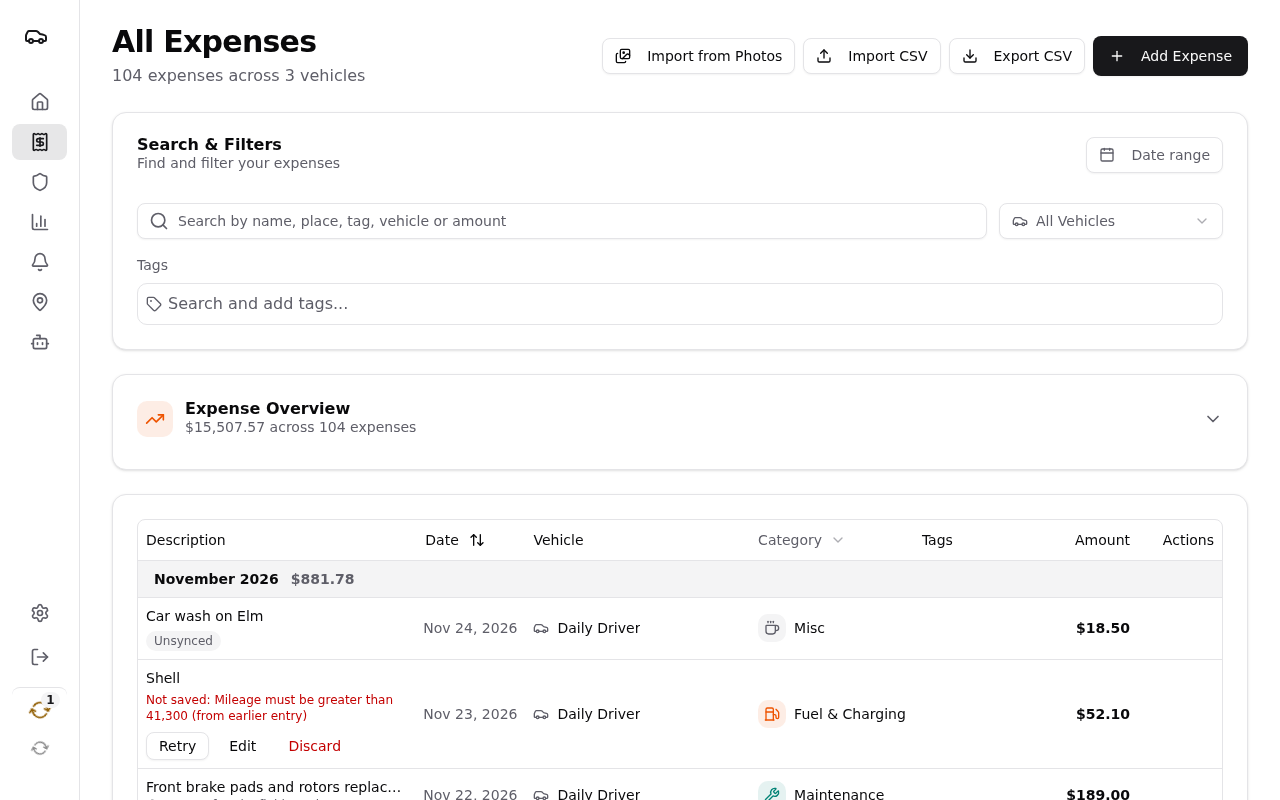 All Expenses
104 expenses across 3 vehicles
Import from Photos
Import CSV
Export CSV
Add Expense
Search & Filters
Find and filter your expenses
Date range
Search by name, place, tag, vehicle or amount
All Vehicles
Tags
Search and add tags...
Expense Overview
$15,507.57 across 104 expenses
Description Date Vehicle Category Tags Amount Actions
November 2026 $881.78
Car wash on Elm
Unsynced
Nov 24, 2026 Daily Driver Misc $18.50
Shell
Not saved: Mileage must be greater than
41,300 (from earlier entry)
Nov 23, 2026 Daily Driver Fuel & Charging $52.10
Retry Edit Discard
Front brake pads and rotors replac...
Nov 22, 2026 Daily Driver Maintenance $189.00
1